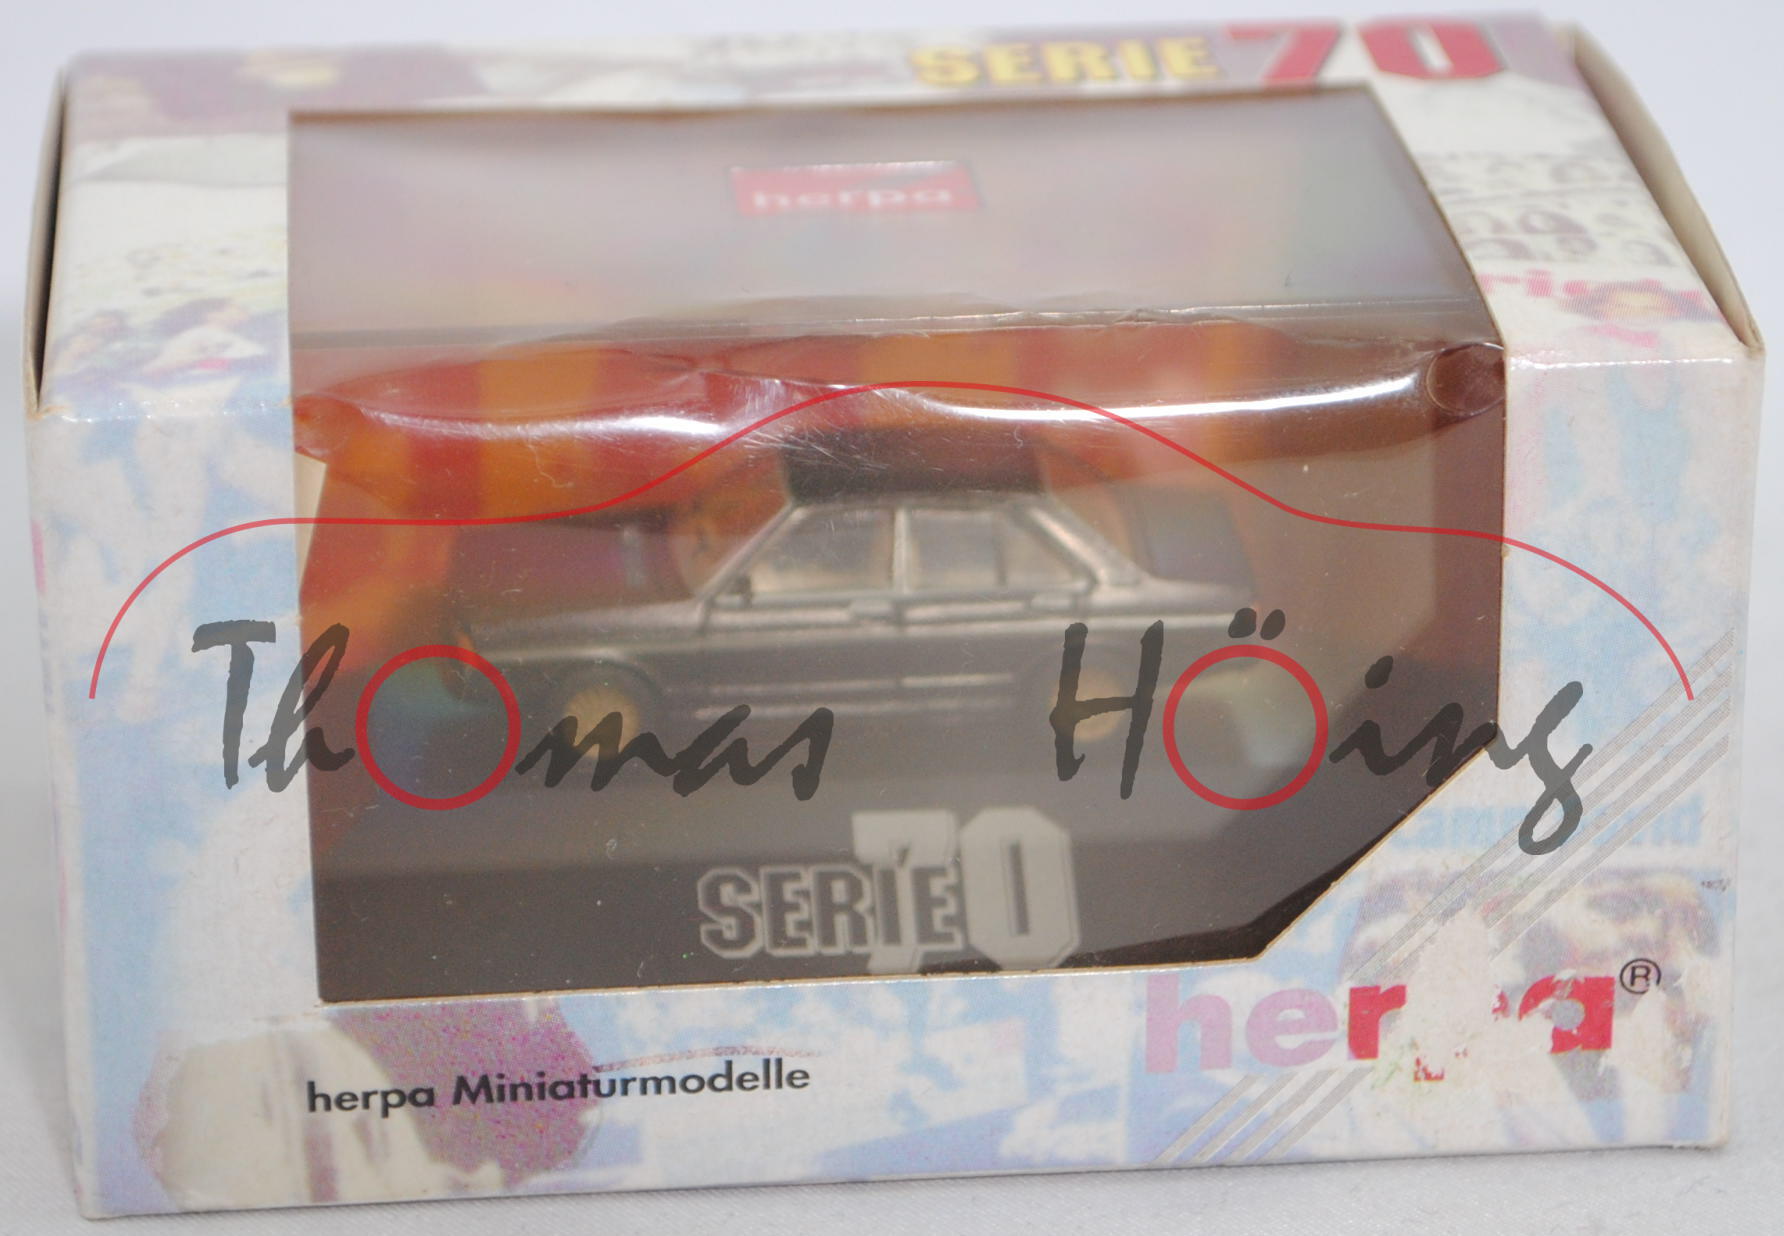 SERIE 70
herpa
Thomas Höing
SERIE 70
herpa ®
herpa Miniaturmodelle